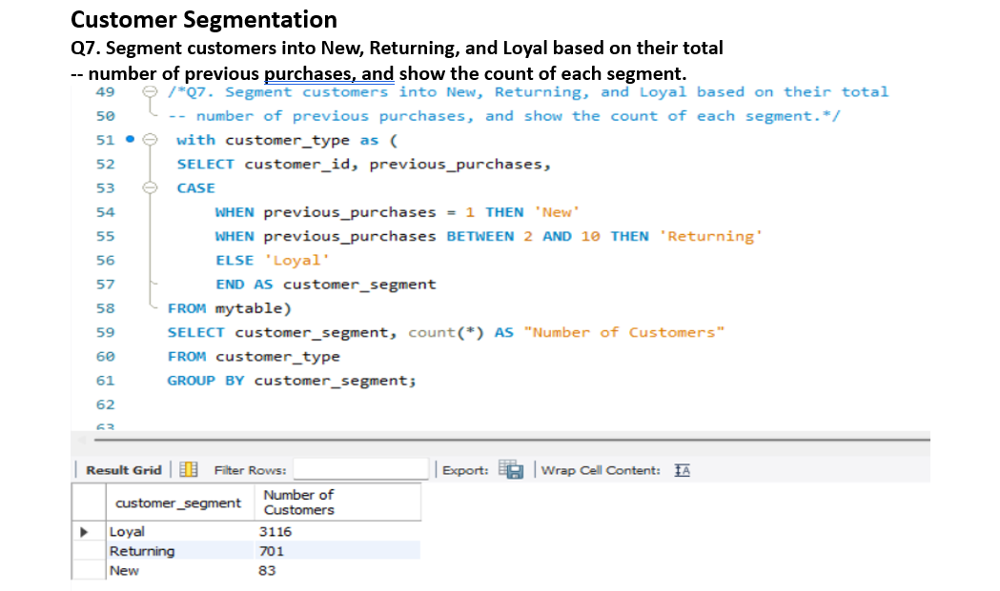 Customer Segmentation
Q7. Segment customers into New, Returning, and Loyal based on their total
-- number of previous purchases, and show the count of each segment.
49 /*Q7. Segment customers into New, Returning, and Loyal based on their total
50 -- number of previous purchases, and show the count of each segment.*/
51 with customer_type as (
52 SELECT customer_id, previous_purchases,
53 CASE
54 WHEN previous_purchases = 1 THEN 'New'
55 WHEN previous_purchases BETWEEN 2 AND 10 THEN 'Returning'
56 ELSE 'Loyal'
57 END AS customer_segment
58 FROM mytable)
59 SELECT customer_segment, count(*) AS "Number of Customers"
60 FROM customer_type
61 GROUP BY customer_segment;
62
63
Result Grid Filter Rows: Export: Wrap Cell Content: IA
customer_segment Number of Customers
Loyal 3116
Returning 701
New 83